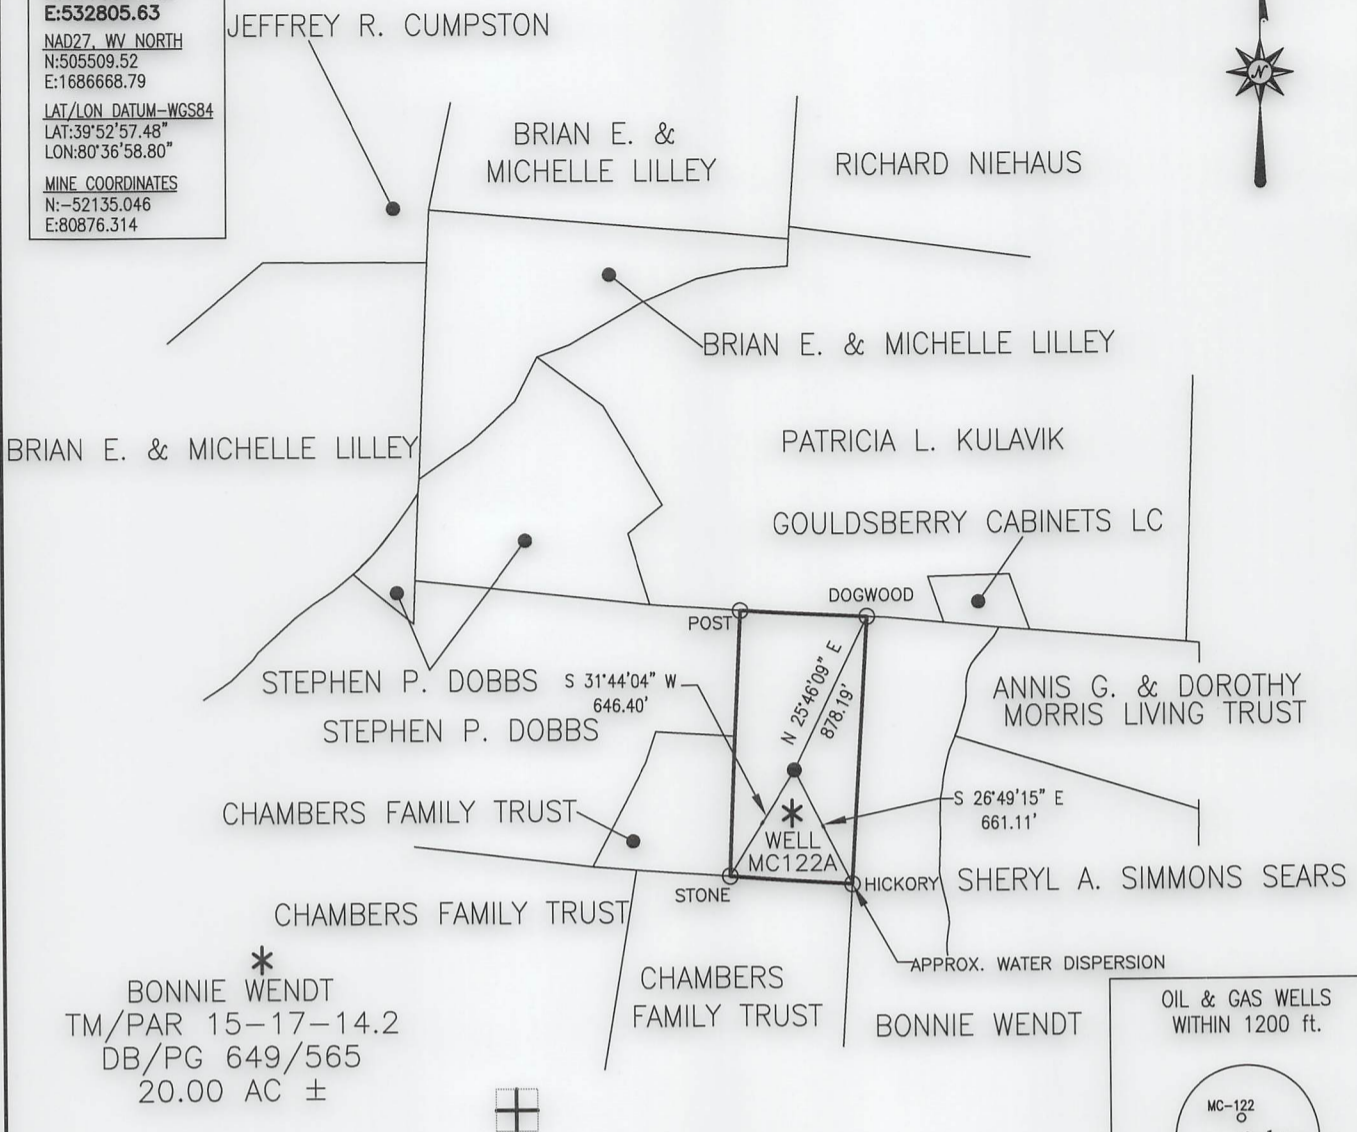 E:532805.63
NAD27, WV NORTH
N:505509.52
E:1686668.79
LAT/LON DATUM-WGS84
LAT:39°52'57.48"
LON:80°36'58.80"
MINE COORDINATES
N:-52135.046
E:80876.314
JEFFREY R. CUMPSTON
N
BRIAN E. &
MICHELLE LILLEY
RICHARD NIEHAUS
BRIAN E. & MICHELLE LILLEY
BRIAN E. & MICHELLE LILLEY
PATRICIA L. KULAVIK
GOULDSBERRY CABINETS LC
DOGWOOD
POST
STEPHEN P. DOBBS
S 31°44'04" W
646.40'
N 25°46'09" E
878.19'
ANNIS G. & DOROTHY
MORRIS LIVING TRUST
STEPHEN P. DOBBS
CHAMBERS FAMILY TRUST
S 26°49'15" E
661.11'
*
WELL
MC122A
STONE
HICKORY
SHERYL A. SIMMONS SEARS
CHAMBERS FAMILY TRUST
APPROX. WATER DISPERSION
CHAMBERS
FAMILY TRUST
BONNIE WENDT
*
BONNIE WENDT
TM/PAR 15-17-14.2
DB/PG 649/565
20.00 AC ±
OIL & GAS WELLS
WITHIN 1200 ft.
MC-122